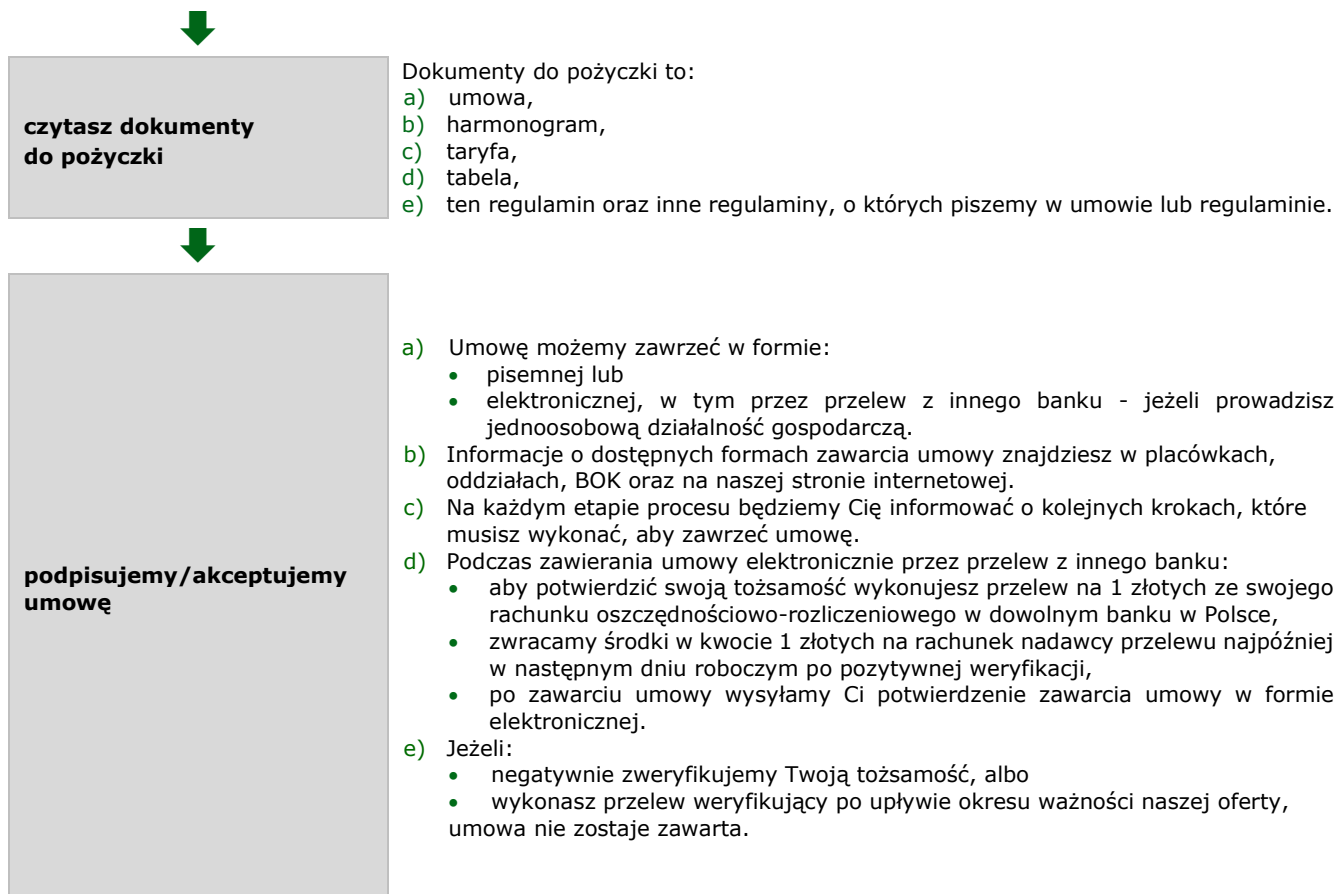 czytasz dokumenty
do pożyczki
Dokumenty do pożyczki to:
a) umowa,
b) harmonogram,
c) taryfa,
d) tabela,
e) ten regulamin oraz inne regulaminy, o których piszemy w umowie lub regulaminie.
podpisujemy/akceptujemy
umowę
a) Umowę możemy zawrzeć w formie:
• pisemnej lub
• elektronicznej, w tym przez przelew z innego banku - jeżeli prowadzisz
jednoosobową działalność gospodarczą.
b) Informacje o dostępnych formach zawarcia umowy znajdziesz w placówkach,
oddziałach, BOK oraz na naszej stronie internetowej.
c) Na każdym etapie procesu będziemy Cię informować o kolejnych krokach, które
musisz wykonać, aby zawrzeć umowę.
d) Podczas zawierania umowy elektronicznie przez przelew z innego banku:
• aby potwierdzić swoją tożsamość wykonujesz przelew na 1 złotych ze swojego
rachunku oszczędnościowo-rozliczeniowego w dowolnym banku w Polsce,
• zwracamy środki w kwocie 1 złotych na rachunek nadawcy przelewu najpóźniej
w następnym dniu roboczym po pozytywnej weryfikacji,
• po zawarciu umowy wysyłamy Ci potwierdzenie zawarcia umowy w formie
elektronicznej.
e) Jeżeli:
• negatywnie zweryfikujemy Twoją tożsamość, albo
• wykonasz przelew weryfikujący po upływie okresu ważności naszej oferty,
umowa nie zostaje zawarta.